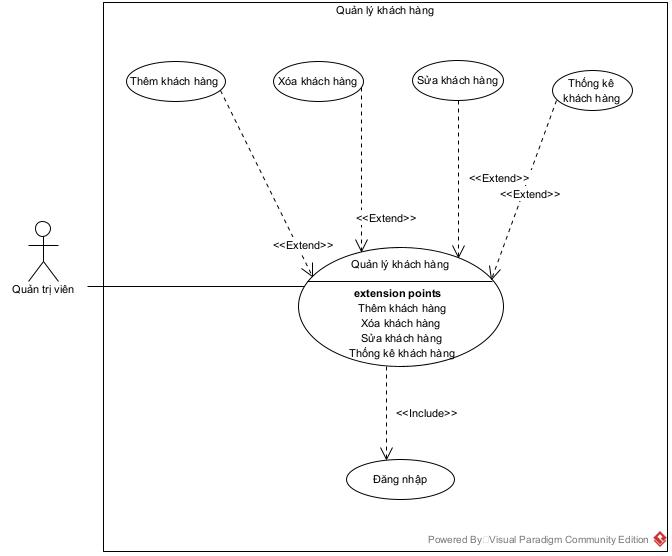 Quản lý khách hàng
Thêm khách hàng
Xóa khách hàng
Sửa khách hàng
Thống kê
khách hàng
<<Extend>>
<<Extend>>
<<Extend>>
<<Extend>>
Quản trị viên
Quản lý khách hàng
extension points
Thêm khách hàng
Xóa khách hàng
Sửa khách hàng
Thống kê khách hàng
<<Include>>
Đăng nhập
Powered By Visual Paradigm Community Edition